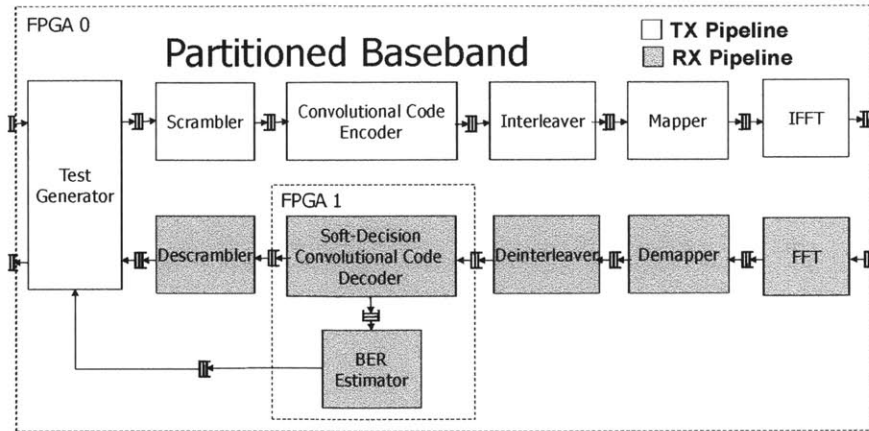 FPGA 0
Partitioned Baseband
TX Pipeline
RX Pipeline
Scrambler
Convolutional Code
Encoder
Interleaver
Mapper
IFFT
Test
Generator
FPGA 1
Descrambler
Soft-Decision
Convolutional Code
Decoder
Deinterleaver
Demapper
FFT
BER
Estimator